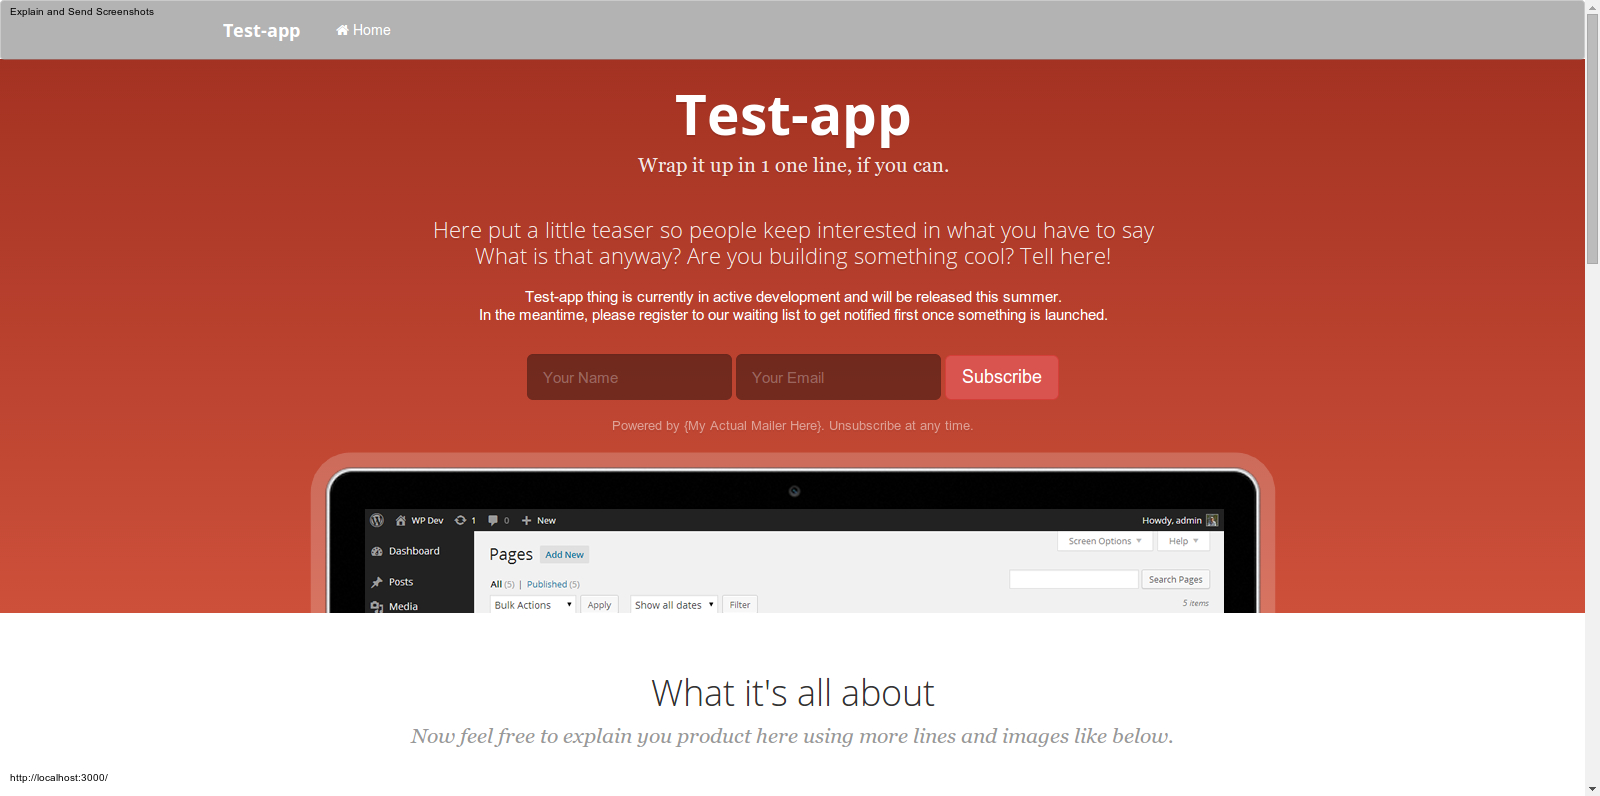 Explain and Send Screenshots
Test-app
Home
Test-app
Wrap it up in 1 one line, if you can.
Here put a little teaser so people keep interested in what you have to say
What is that anyway? Are you building something cool? Tell here!
Test-app thing is currently in active development and will be released this summer.
In the meantime, please register to our waiting list to get notified first once something is launched.
Your Name
Your Email
Subscribe
Powered by {My Actual Mailer Here}. Unsubscribe at any time.
WP Dev 1 0 New Howdy, admin
Dashboard
Posts
Media
Screen Options Help
Pages Add New
All (5) | Published (5)
Search Pages
Bulk Actions Apply Show all dates Filter
5 items
What it's all about
Now feel free to explain you product here using more lines and images like below.
http://localhost:3000/